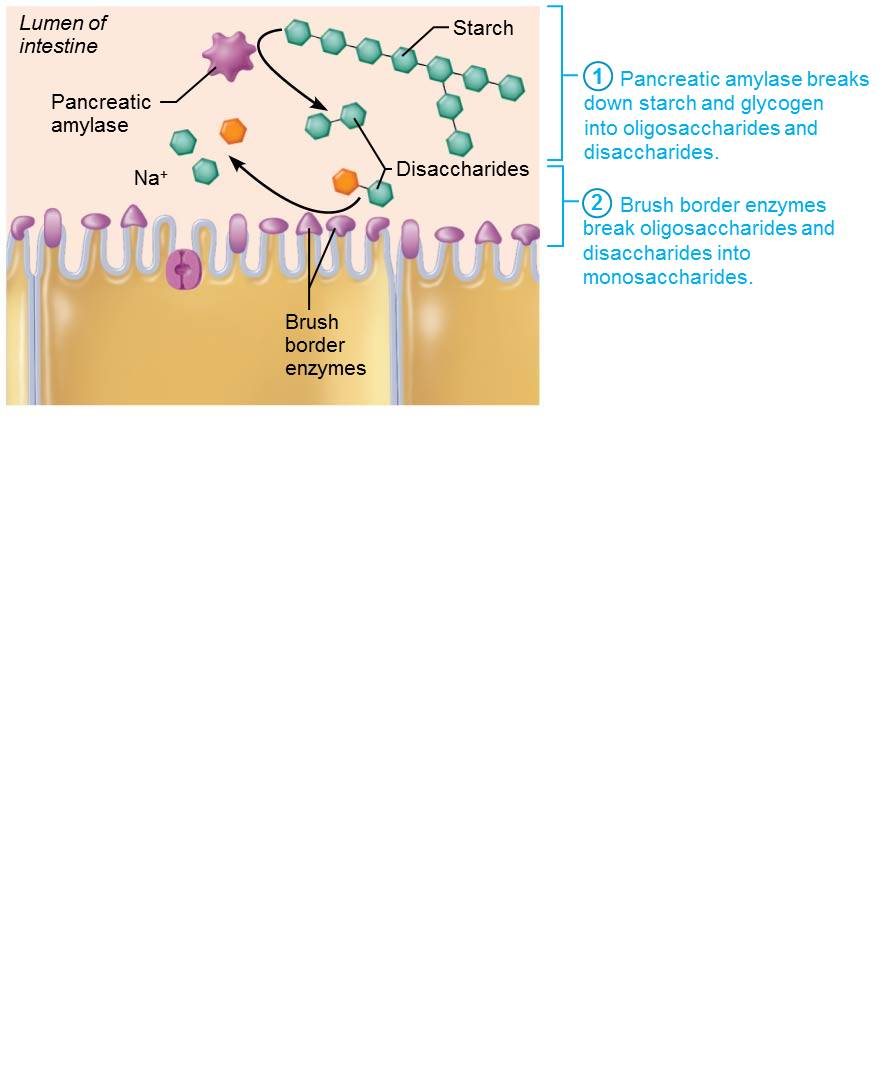 Lumen of
intestine
Starch
Pancreatic
amylase
Na+
Disaccharides
Brush
border
enzymes
1 Pancreatic amylase breaks
down starch and glycogen
into oligosaccharides and
disaccharides.
2 Brush border enzymes
break oligosaccharides and
disaccharides into
monosaccharides.